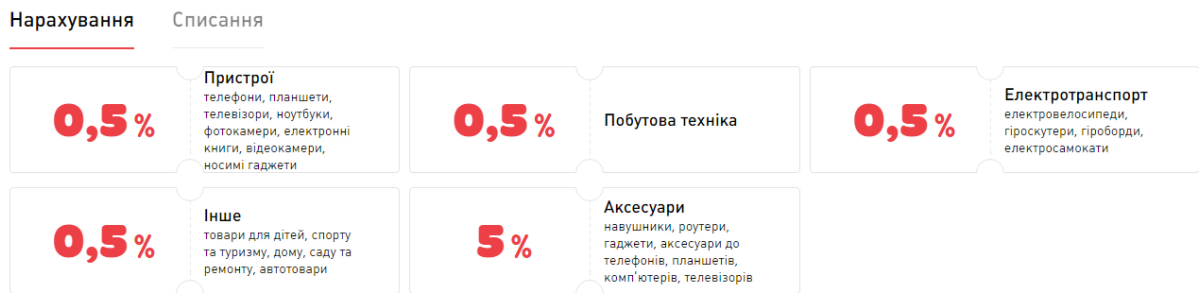 Нарахування
Списання
0,5 %
Пристрої
телефони, планшети,
телевізори, ноутбуки,
фотокамери, електронні
книги, відеокамери,
носимі гаджети
0,5 %
Побутова техніка
0,5 %
Електротранспорт
електровелосипеди,
гіроскутери, гіроборди,
електросамокати
0,5 %
Інше
товари для дітей, спорту
та туризму, дому, саду та
ремонту, автотовари
5 %
Аксесуари
навушники, роутери,
гаджети, аксесуари до
телефонів, планшетів,
комп'ютерів, телевізорів